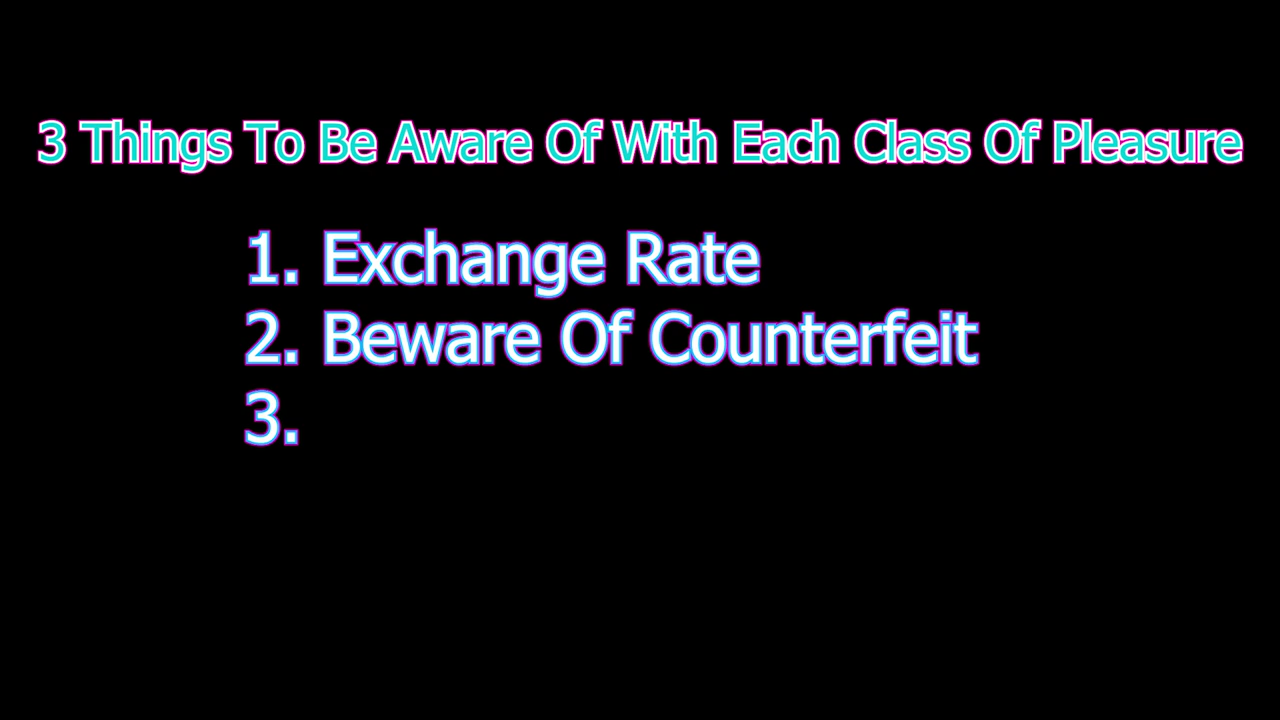 3 Things To Be Aware Of With Each Class Of Pleasure
1. Exchange Rate
2. Beware Of Counterfeit
3.